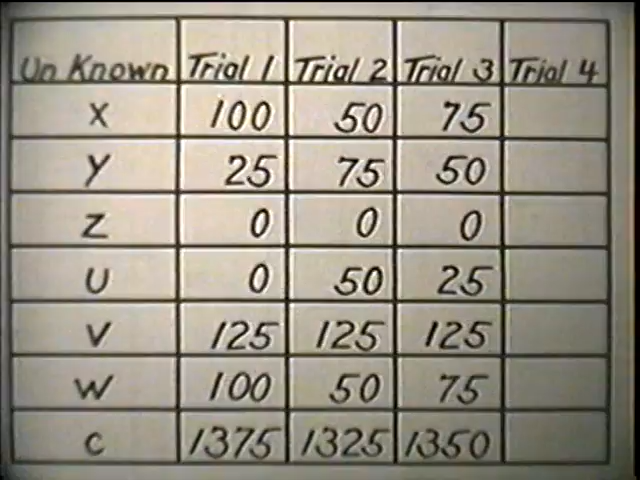 Un Known Trial 1 Trial 2 Trial 3 Trial 4
X 100 50 75
Y 25 75 50
Z 0 0 0
U 0 50 25
V 125 125 125
W 100 50 75
C 1375 1325 1350